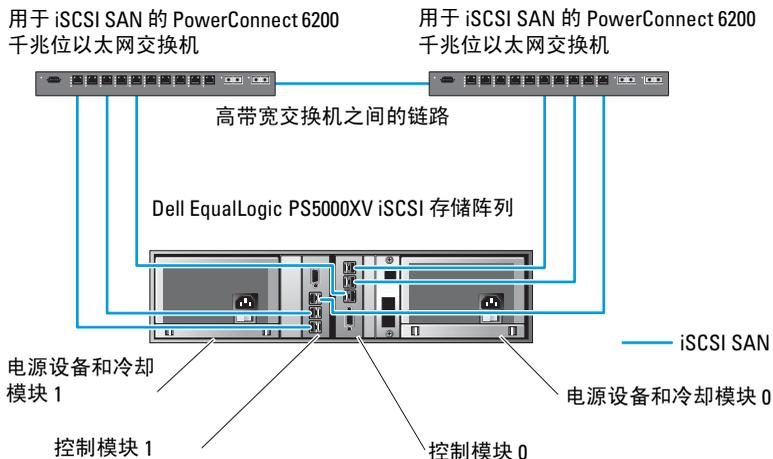 用于 iSCSI SAN 的 PowerConnect 6200
千兆位以太网交换机
用于 iSCSI SAN 的 PowerConnect 6200
千兆位以太网交换机
高带宽交换机之间的链路
Dell EqualLogic PS5000XV iSCSI 存储阵列
iSCSI SAN
电源设备和冷却
模块 1
电源设备和冷却模块 0
控制模块 1
控制模块 0